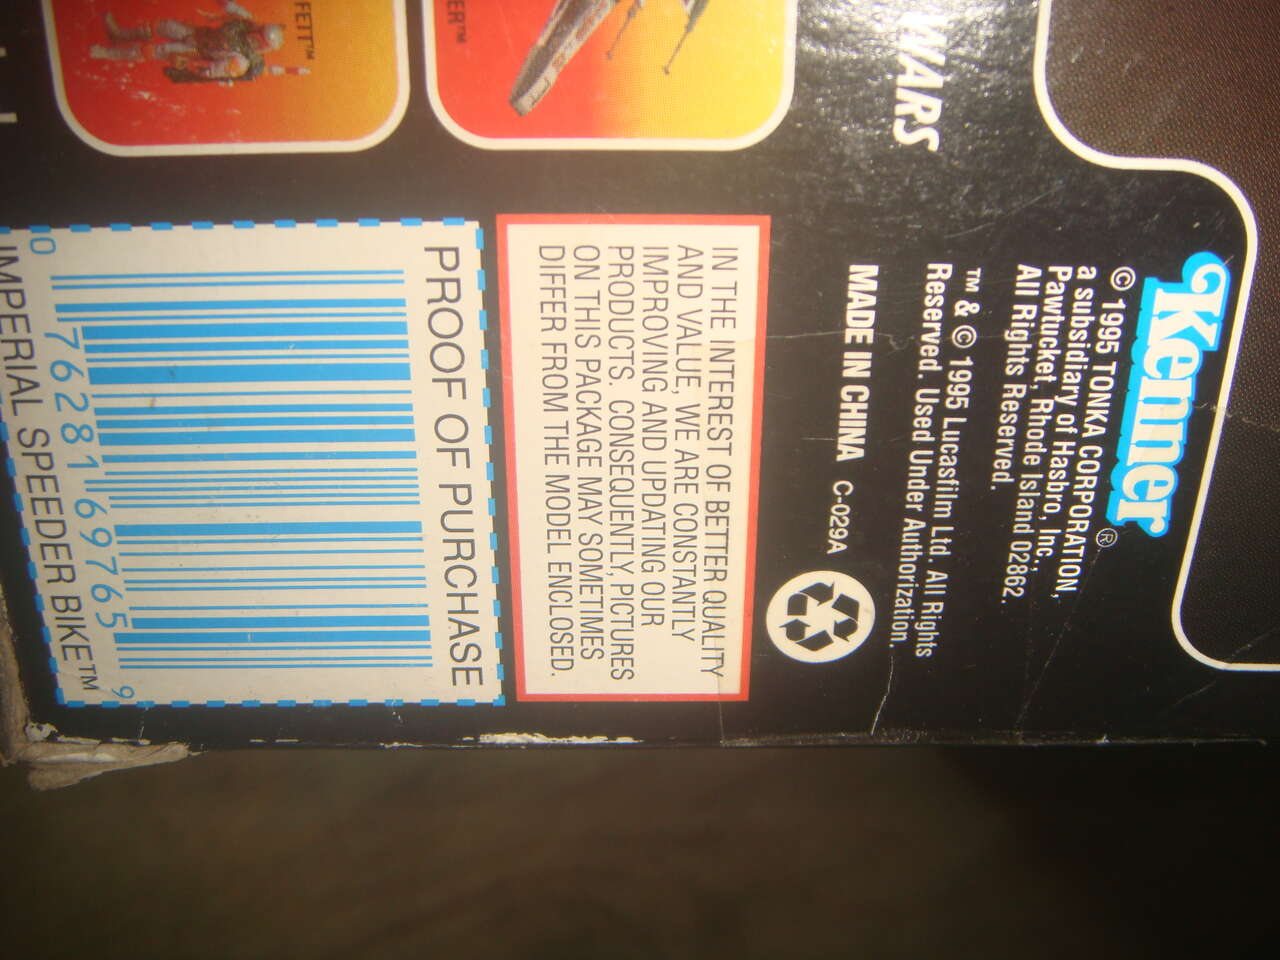 WARS
FETT™
ER™
Kenner®
© 1995 TONKA CORPORATION,
a subsidiary of Hasbro, Inc.,
Pawtucket, Rhode Island 02862.
All Rights Reserved.
™ & © 1995 Lucasfilm Ltd. All Rights
Reserved. Used Under Authorization.
MADE IN CHINA C-029A
IN THE INTEREST OF BETTER QUALITY
AND VALUE, WE ARE CONSTANTLY
IMPROVING AND UPDATING OUR
PRODUCTS. CONSEQUENTLY, PICTURES
ON THIS PACKAGE MAY SOMETIMES
DIFFER FROM THE MODEL ENCLOSED.
PROOF OF PURCHASE
0 76281 69765 9
IMPERIAL SPEEDER BIKE™